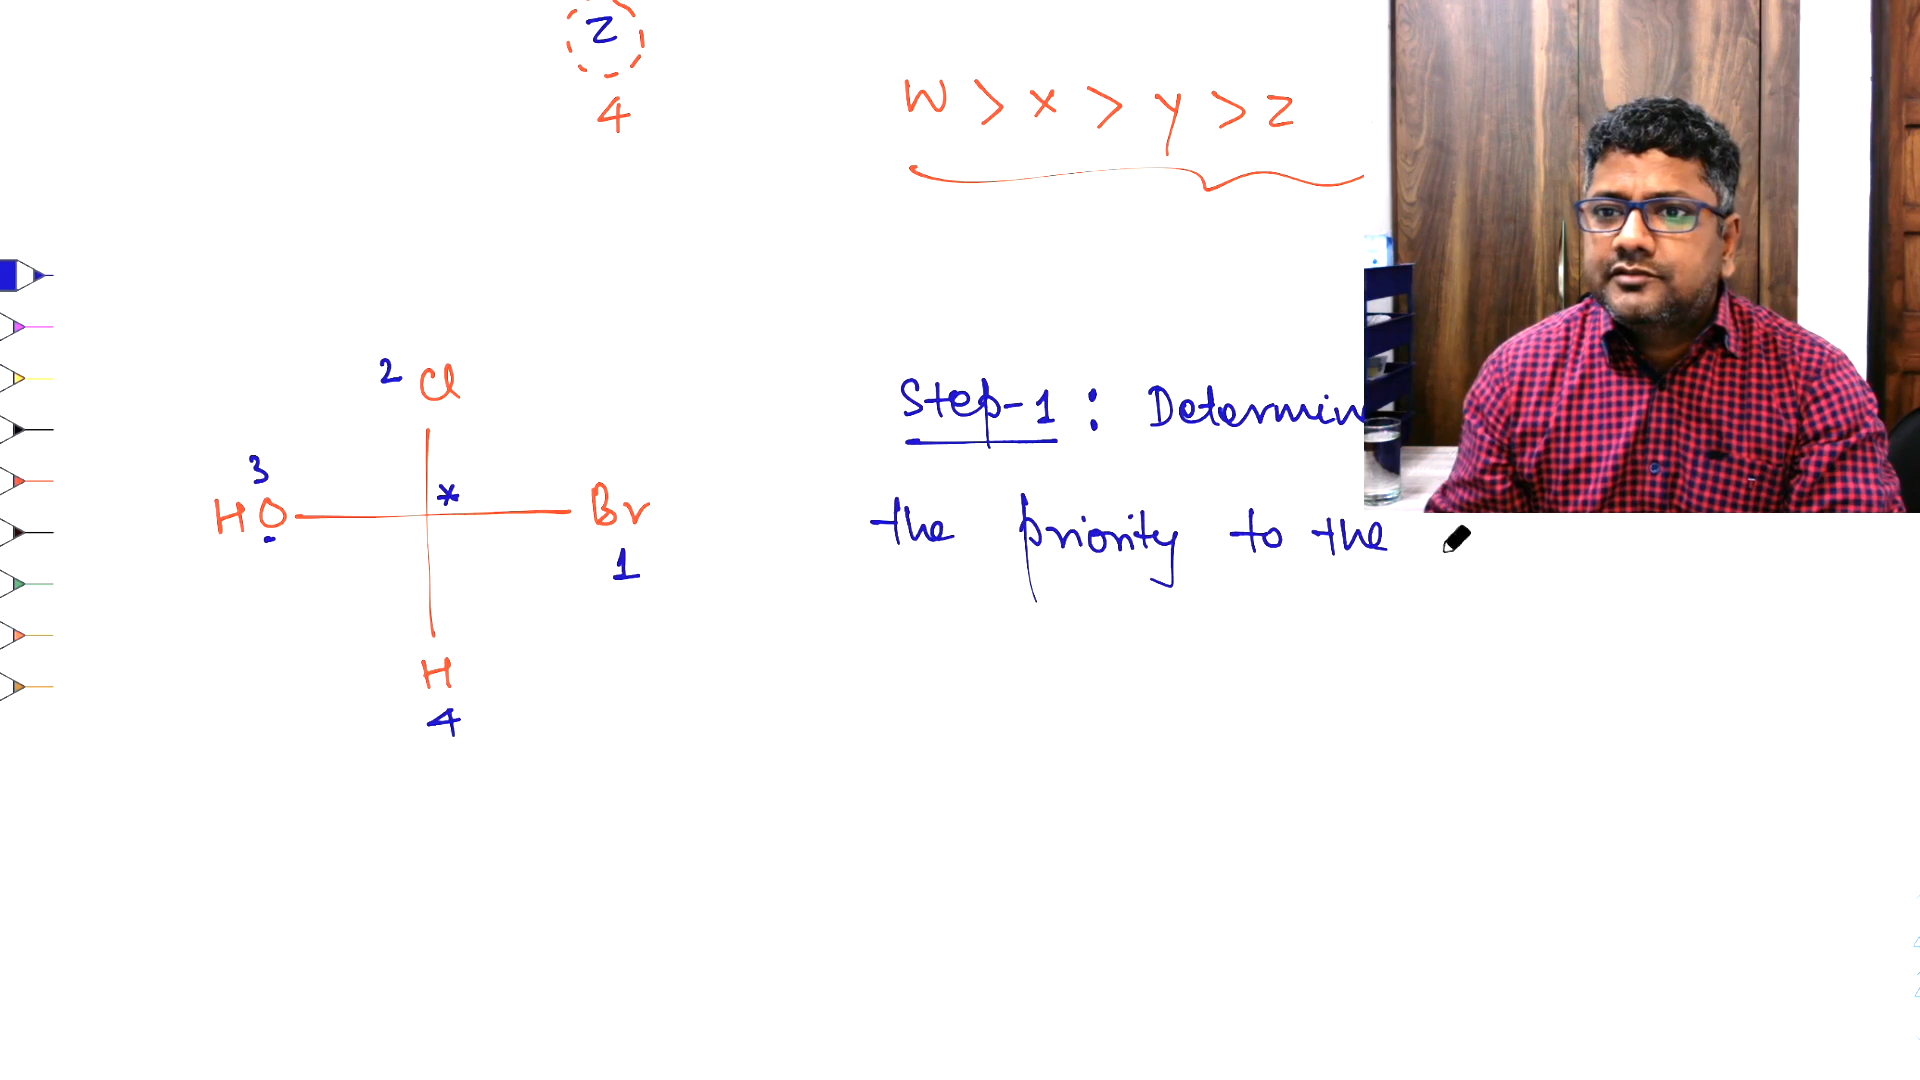 Z
4
W > X > Y > Z
2 Cl
3
HO * Br
1
H
4
Step-1 : Determin
the priority to the